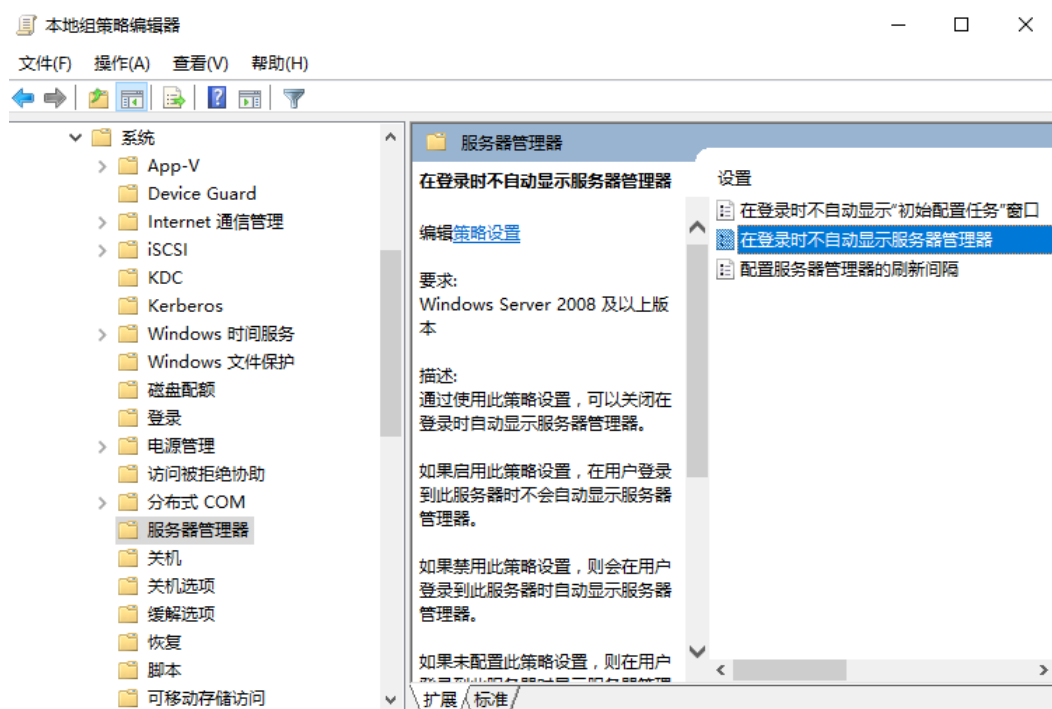 本地组策略编辑器
文件(F) 操作(A) 查看(V) 帮助(H)
系统
App-V
Device Guard
Internet 通信管理
iSCSI
KDC
Kerberos
Windows 时间服务
Windows 文件保护
磁盘配额
登录
电源管理
访问被拒绝协助
分布式 COM
服务器管理器
关机
关机选项
缓解选项
恢复
脚本
可移动存储访问
服务器管理器
在登录时不自动显示服务器管理器
编辑策略设置
要求:
Windows Server 2008 及以上版
本
描述:
通过使用此策略设置，可以关闭在
登录时自动显示服务器管理器。
如果启用此策略设置，在用户登录
到此服务器时不会自动显示服务器
管理器。
如果禁用此策略设置，则会在用户
登录到此服务器时自动显示服务器
管理器。
如果未配置此策略设置，则在用户
设置
在登录时不自动显示“初始配置任务”窗口
在登录时不自动显示服务器管理器
配置服务器管理器的刷新间隔
扩展 标准